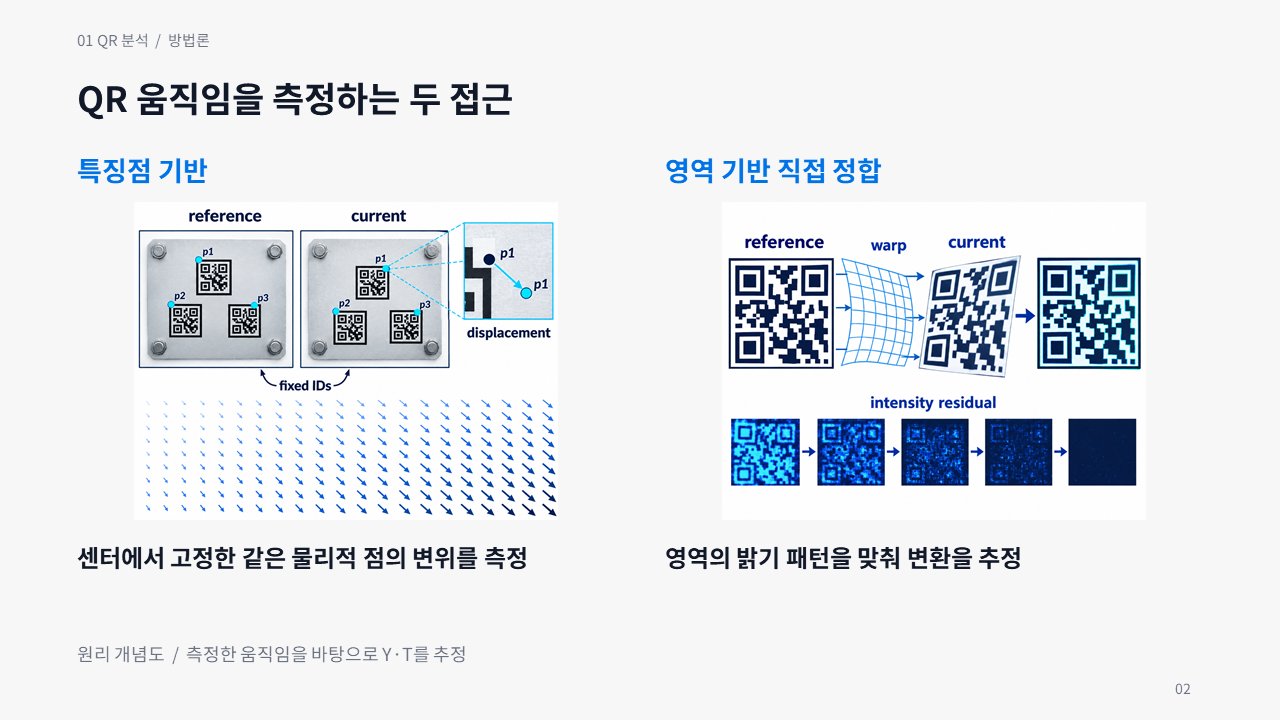 01 QR 분석 / 방법론
QR 움직임을 측정하는 두 접근
특징점 기반
reference
current
p1
p2
p3
p1
p2
p3
p1
p1
displacement
fixed IDs
센터에서 고정한 같은 물리적 점의 변위를 측정
영역 기반 직접 정합
reference
warp
current
intensity residual
영역의 밝기 패턴을 맞춰 변환을 추정
원리 개념도 / 측정한 움직임을 바탕으로 Y·T를 추정
02